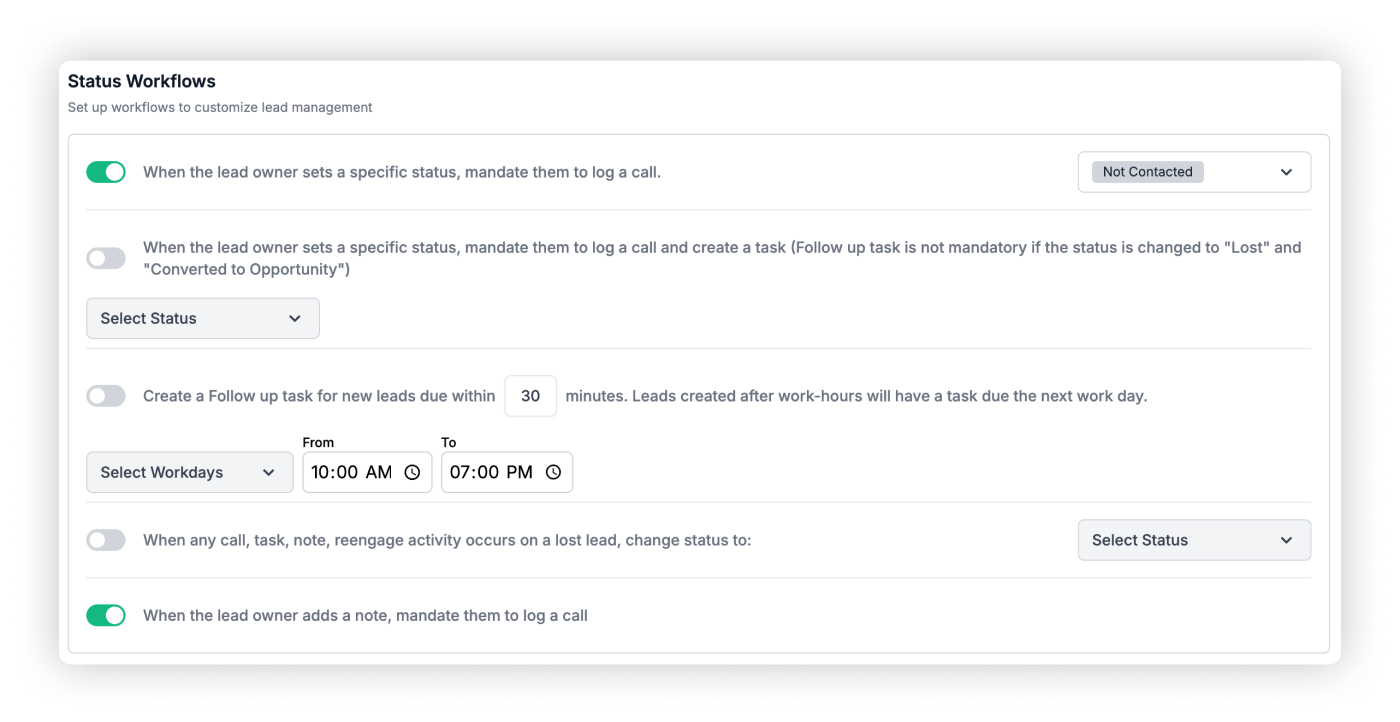 Status Workflows
Set up workflows to customize lead management
When the lead owner sets a specific status, mandate them to log a call.
Not Contacted
When the lead owner sets a specific status, mandate them to log a call and create a task (Follow up task is not mandatory if the status is changed to "Lost" and
"Converted to Opportunity")
Select Status
Create a Follow up task for new leads due within 30 minutes. Leads created after work-hours will have a task due the next work day.
From To
Select Workdays 10:00 AM 07:00 PM
When any call, task, note, reengage activity occurs on a lost lead, change status to:
Select Status
When the lead owner adds a note, mandate them to log a call